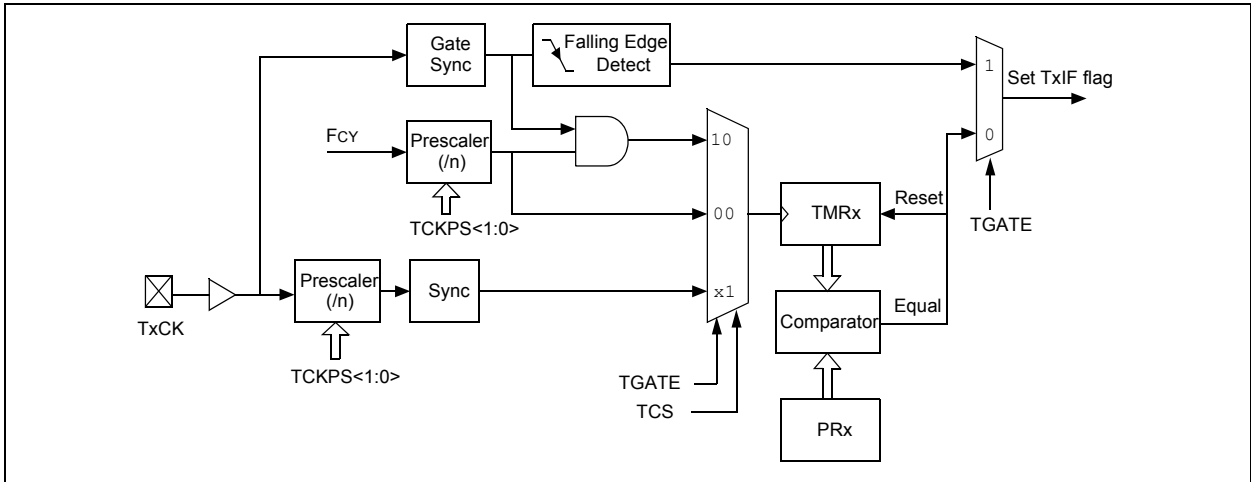 Gate
Sync
Falling Edge
Detect
1
Set TxIF flag
0
TGATE
FCY
Prescaler
(/n)
TCKPS<1:0>
10
00
x1
TMRx
Reset
TxCK
Prescaler
(/n)
TCKPS<1:0>
Sync
Comparator
Equal
TGATE
TCS
PRx